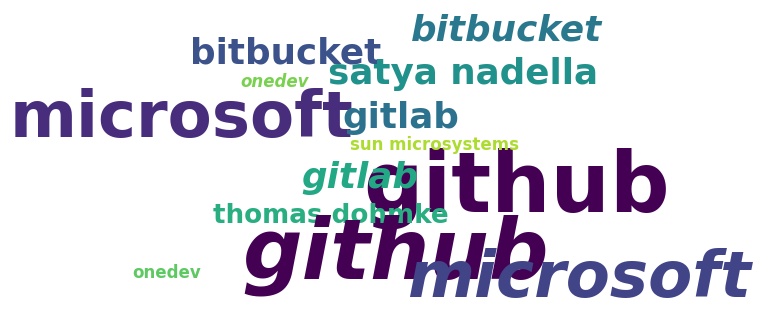 bitbucket
bitbucket
satya nadella
onedev
microsoft
gitlab
sun microsystems
github
gitlab
thomas dohmke
github
onedev
microsoft